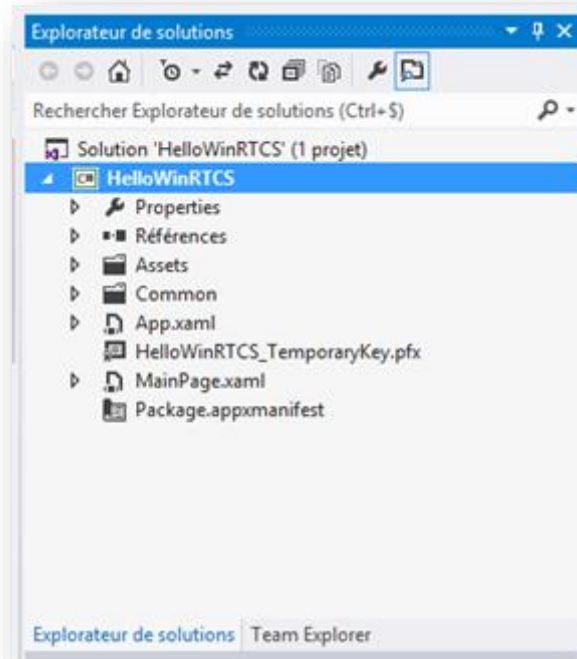 Explorateur de solutions
Rechercher Explorateur de solutions (Ctrl+$)
Solution 'HelloWinRTCS' (1 projet)
C# HelloWinRTCS
Properties
Références
Assets
Common
App.xaml
HelloWinRTCS_TemporaryKey.pfx
MainPage.xaml
Package.appxmanifest
Explorateur de solutions Team Explorer